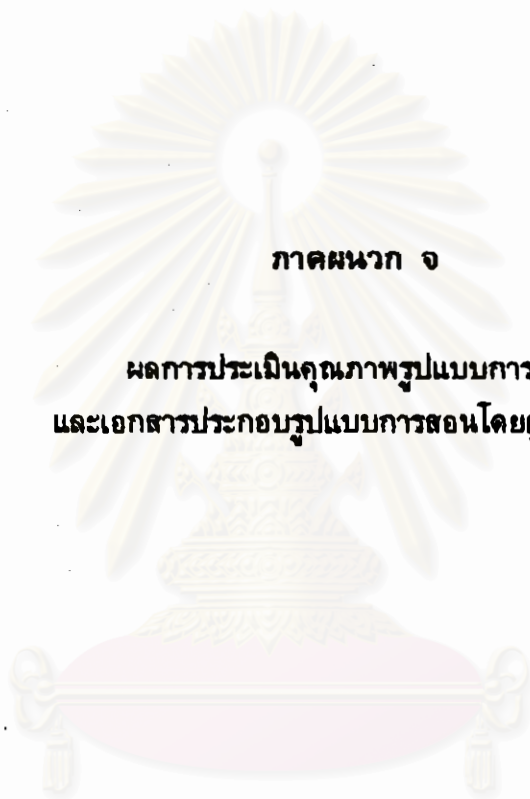 ภาคผนวก จ
ผลการประเมินคุณภาพรูปแบบการ
และเอกสารประกอบรูปแบบการสอนโดย